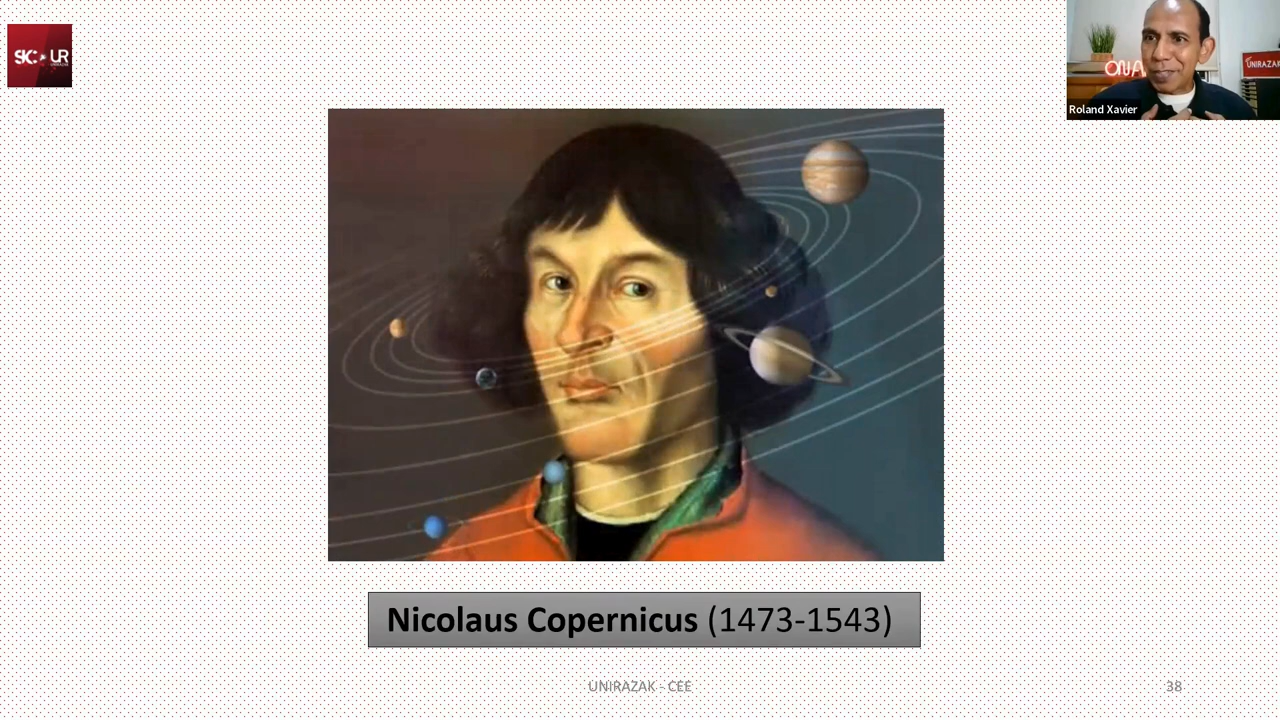 SK UR
UNIRAZAK
Roland Xavier
Nicolaus Copernicus (1473-1543)
UNIRAZAK - CEE
38